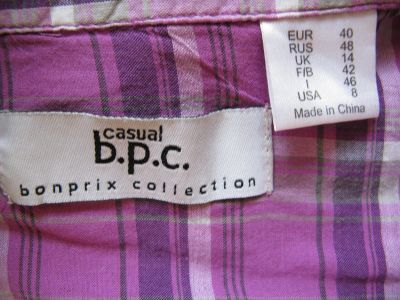 EUR 40
RUS 48
UK 14
F/B 42
I 46
USA 8
Made in China
casual
b.p.c.
bonprix collection